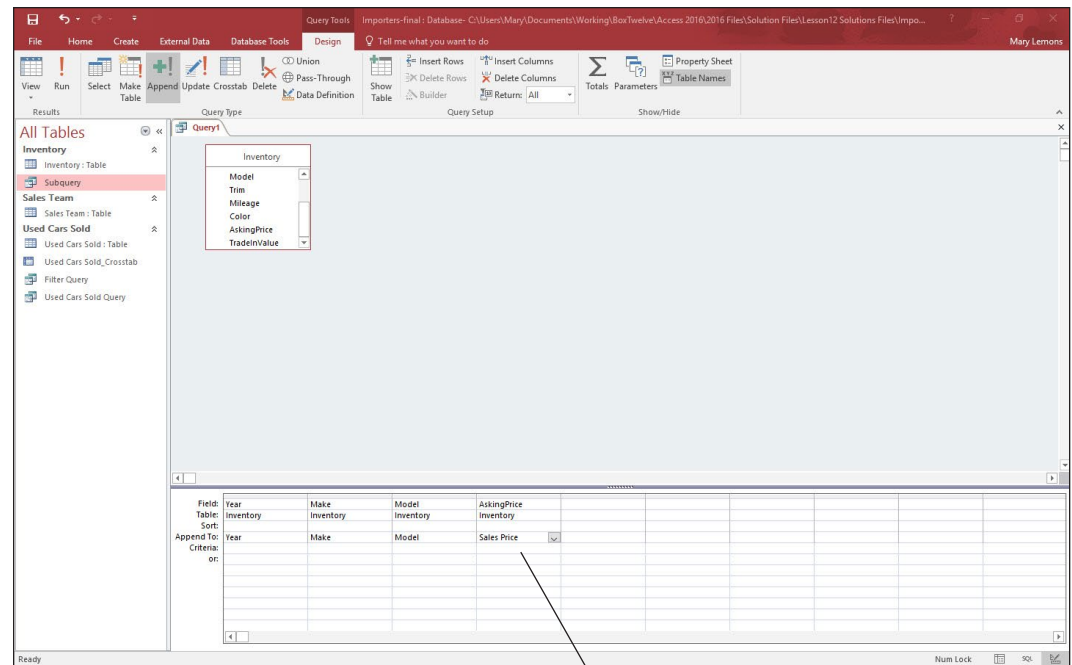 Query Tools Importers-final : Database- C:\Users\Mary\Documents\Working\BoxTwelve\Access 2016\2016 Files\Solution Files\Lesson12 Solutions Files\Impo... ?
File Home Create External Data Database Tools Design Tell me what you want to do Mary Lemons
View Run Select Make Table Append Update Crosstab Delete
Union
Pass-Through
Data Definition
Show Table
Insert Rows
Delete Rows
Builder
Insert Columns
Delete Columns
Return: All
Totals Parameters
Property Sheet
Table Names
Results Query Type Query Setup Show/Hide
All Tables
Inventory
Inventory : Table
Subquery
Sales Team
Sales Team : Table
Used Cars Sold
Used Cars Sold : Table
Used Cars Sold_Crosstab
Filter Query
Used Cars Sold Query
Query1
Inventory
Model
Trim
Mileage
Color
AskingPrice
TradeInValue
Field: Year Make Model AskingPrice
Table: Inventory Inventory Inventory Inventory
Sort:
Append To: Year Make Model Sales Price
Criteria:
or:
Ready Num Lock SQL